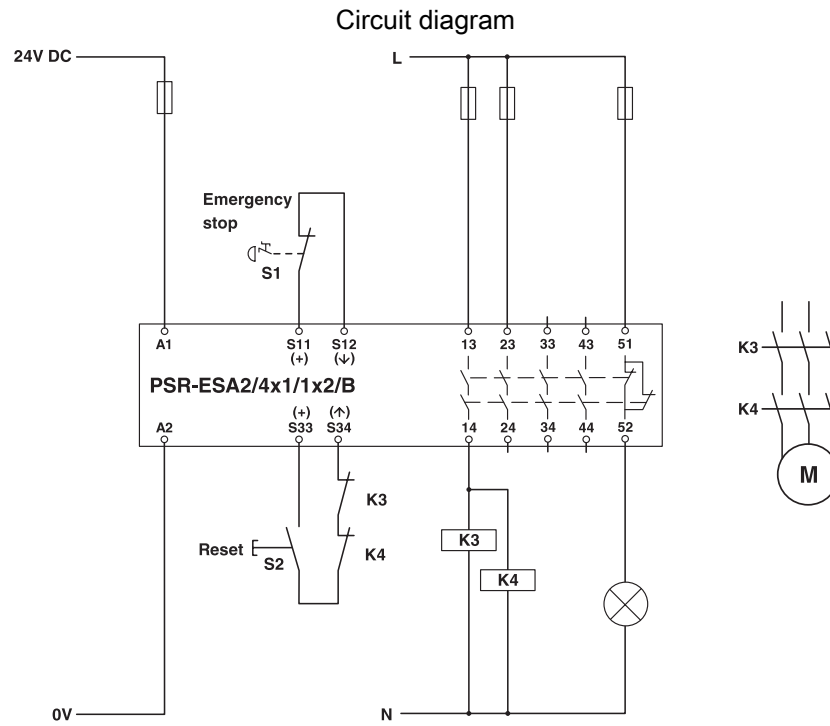 Circuit diagram
24V DC
L
Emergency
stop
S1
A1 S11 S12 13 23 33 43 51
(+) (↓)
PSR-ESA2/4x1/1x2/B
(+) (↑)
A2 S33 S34 14 24 34 44 52
K3
K4
M
K3
Reset
S2
K4
K3
K4
0V
N